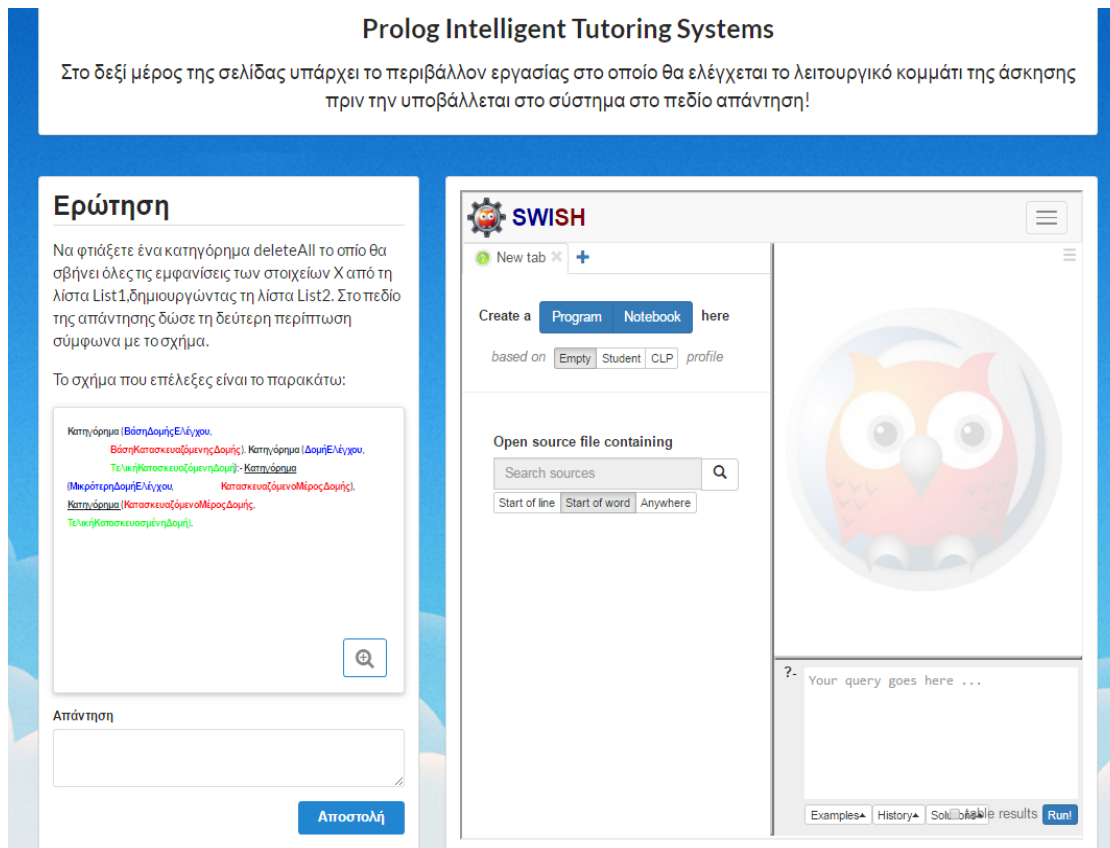 Prolog Intelligent Tutoring Systems
Στο δεξί μέρος της σελίδας υπάρχει το περιβάλλον εργασίας στο οποίο θα ελέγχεται το λειτουργικό κομμάτι της άσκησης
πριν την υποβάλλεται στο σύστημα στο πεδίο απάντηση!
Ερώτηση
Να φτιάξετε ένα κατηγόρημα deleteAll το οπίο θα
σβήνει όλες τις εμφανίσεις των στοιχείων X από τη
λίστα List1,δημιουργώντας τη λίστα List2. Στο πεδίο
της απάντησης δώσε τη δεύτερη περίπτωση
σύμφωνα με το σχήμα.
Το σχήμα που επέλεξες είναι το παρακάτω:
Κατηγόρημα (ΒάσηΔομήςΕλέγχου,
ΒάσηΚατασκευαζόμενηςΔομής). Κατηγόρημα (ΔομήΕλέγχου,
ΤελικήΚατασκευαζόμενηΔομή):- Κατηγόρημα
(ΜικρότερηΔομήΕλέγχου, ΚατασκευαζόμενοΜέροςΔομής),
Κατηγόρημα (ΚατασκευαζόμενοΜέροςΔομής,
ΤελικήΚατασκευασμένηΔομή).
Απάντηση
Αποστολή
SWISH
New tab
Create a Program Notebook here
based on Empty Student CLP profile
Open source file containing
Search sources
Start of line Start of word Anywhere
?- Your query goes here ...
Examples History Solutions table results Run!